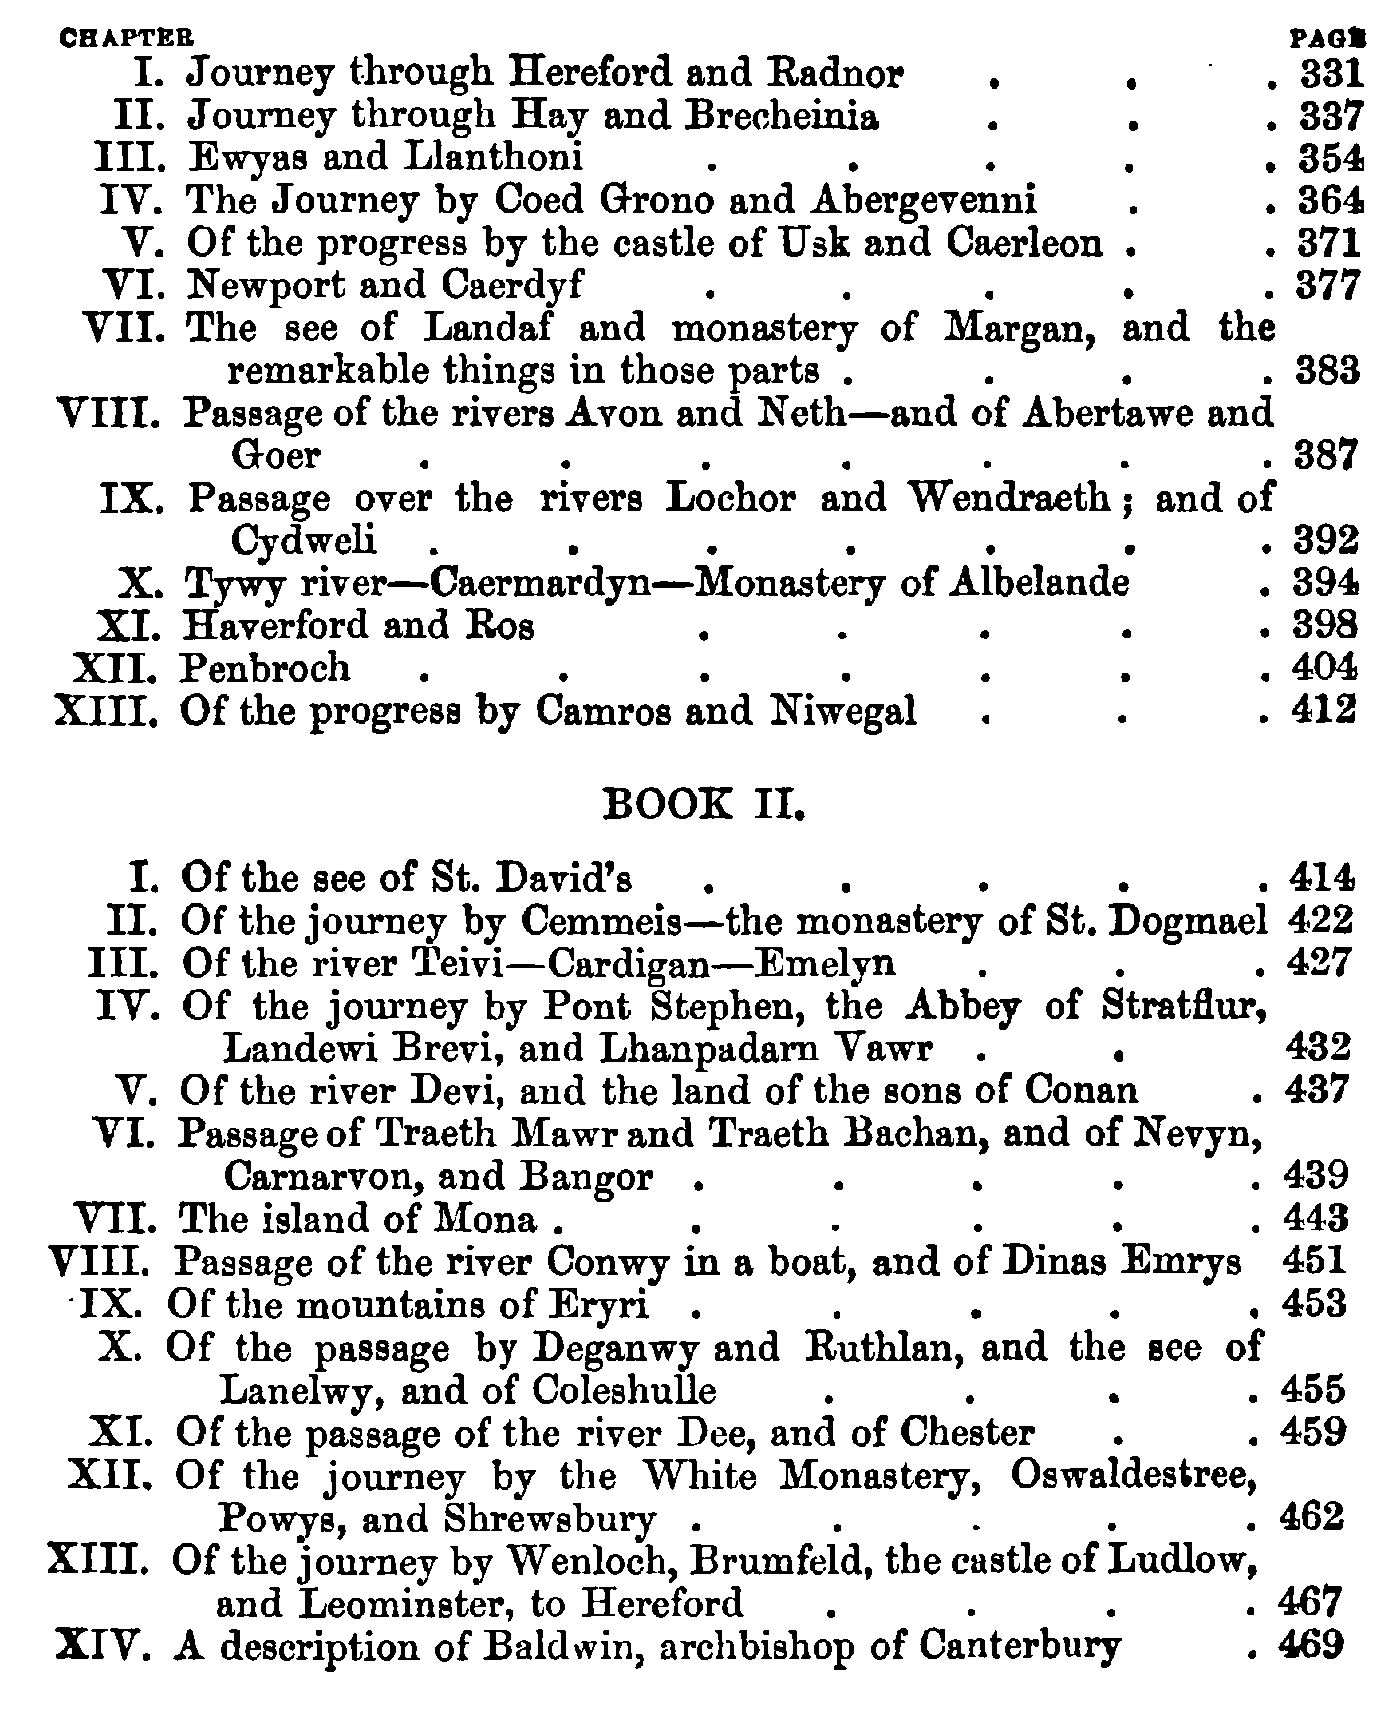 CHAPTER PAGE
I. Journey through Hereford and Radnor . . . 331
II. Journey through Hay and Brecheinia . . . 337
III. Ewyas and Llanthoni . . . . . 354
IV. The Journey by Coed Grono and Abergevenni . . 364
V. Of the progress by the castle of Usk and Caerleon . . 371
VI. Newport and Caerdyf . . . . . 377
VII. The see of Landaf and monastery of Margan, and the
remarkable things in those parts . . . . 383
VIII. Passage of the rivers Avon and Neth—and of Abertawe and
Goer . . . . . . . 387
IX. Passage over the rivers Lochor and Wendraeth; and of
Cydweli . . . . . . . 392
X. Tywy river—Caermardyn—Monastery of Albelande . 394
XI. Haverford and Ros . . . . . 398
XII. Penbroch . . . . . . . 404
XIII. Of the progress by Camros and Niwegal . . . 412
BOOK II.
I. Of the see of St. David's . . . . . 414
II. Of the journey by Cemmeis—the monastery of St. Dogmael 422
III. Of the river Teivi—Cardigan—Emelyn . . . 427
IV. Of the journey by Pont Stephen, the Abbey of Stratflur,
Landewi Brevi, and Lhanpadarn Vawr . . 432
V. Of the river Devi, and the land of the sons of Conan . 437
VI. Passage of Traeth Mawr and Traeth Bachan, and of Nevyn,
Carnarvon, and Bangor . . . . . 439
VII. The island of Mona . . . . . . 443
VIII. Passage of the river Conwy in a boat, and of Dinas Emrys 451
IX. Of the mountains of Eryri . . . . . 453
X. Of the passage by Deganwy and Ruthlan, and the see of
Lanelwy, and of Coleshulle . . . . 455
XI. Of the passage of the river Dee, and of Chester . . 459
XII. Of the journey by the White Monastery, Oswaldestree,
Powys, and Shrewsbury . . . . . 462
XIII. Of the journey by Wenloch, Brumfeld, the castle of Ludlow,
and Leominster, to Hereford . . . . 467
XIV. A description of Baldwin, archbishop of Canterbury . 469